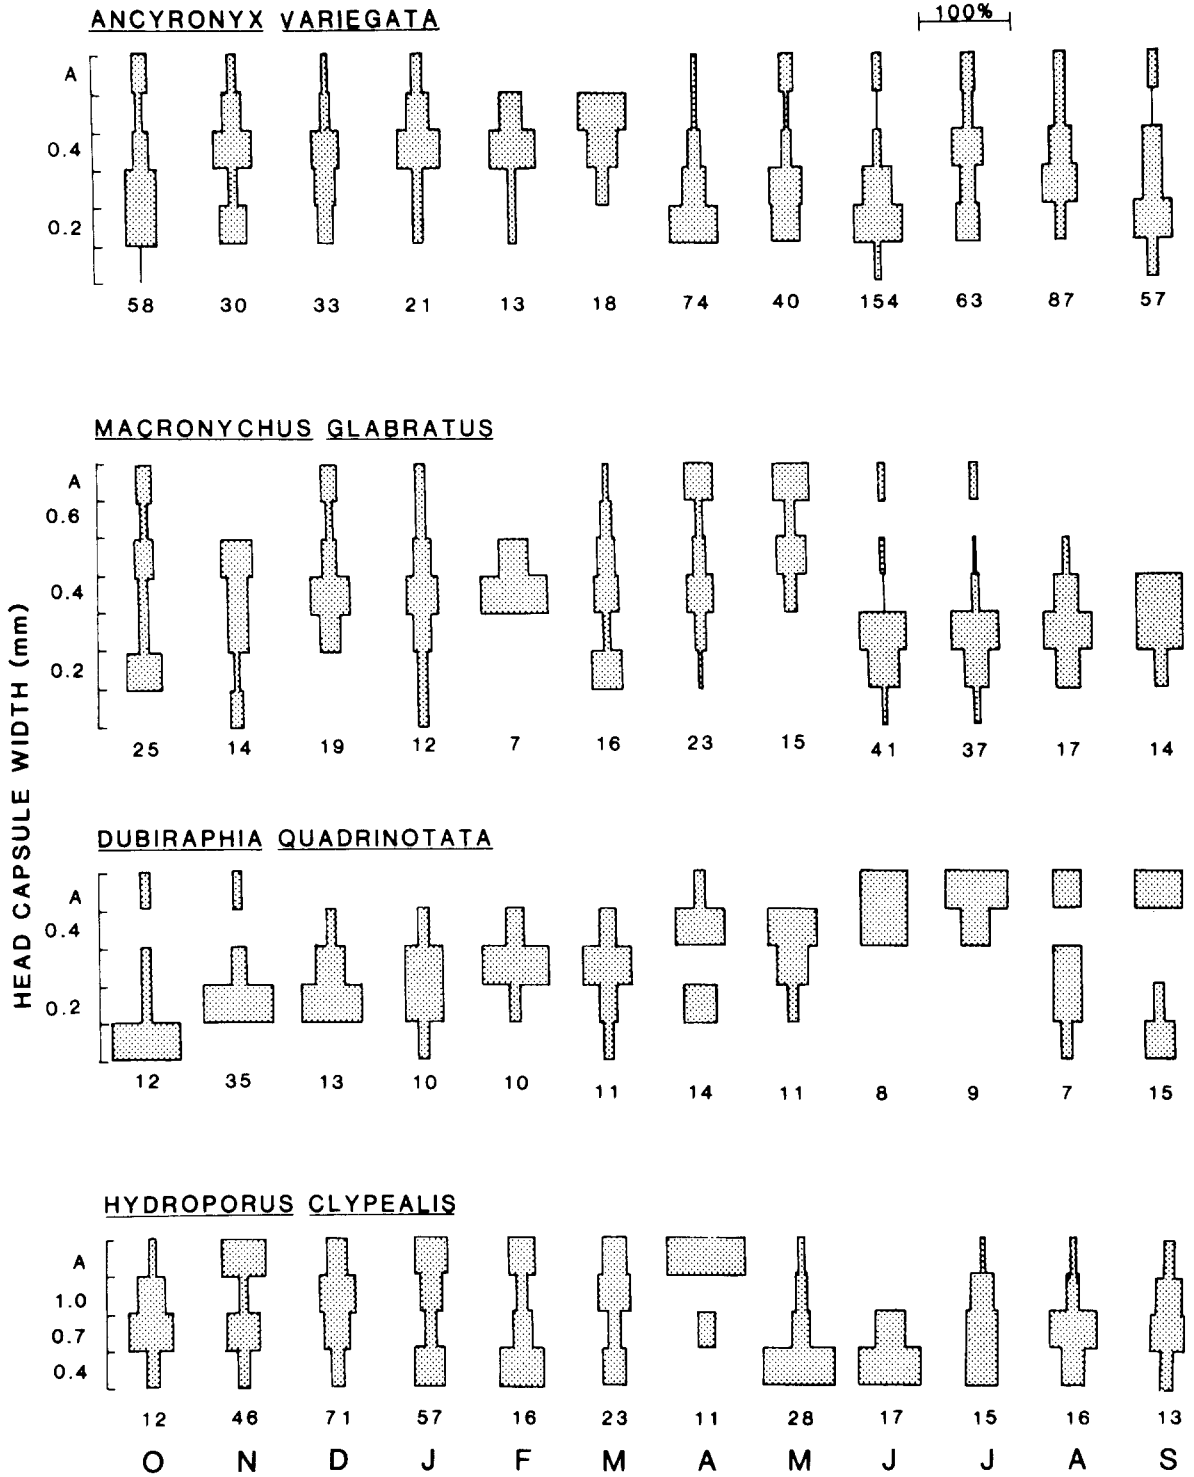 ANCYRONYX VARIEGATA
100%
A
0.4
0.2
58 30 33 21 13 18 74 40 154 63 87 57
MACRONYCHUS GLABRATUS
A
0.6
0.4
0.2
25 14 19 12 7 16 23 15 41 37 17 14
HEAD CAPSULE WIDTH (mm)
DUBIRAPHIA QUADRINOTATA
A
0.4
0.2
12 35 13 10 10 11 14 11 8 9 7 15
HYDROPORUS CLYPEALIS
A
1.0
0.7
0.4
12 46 71 57 16 23 11 28 17 15 16 13
O N D J F M A M J J A S